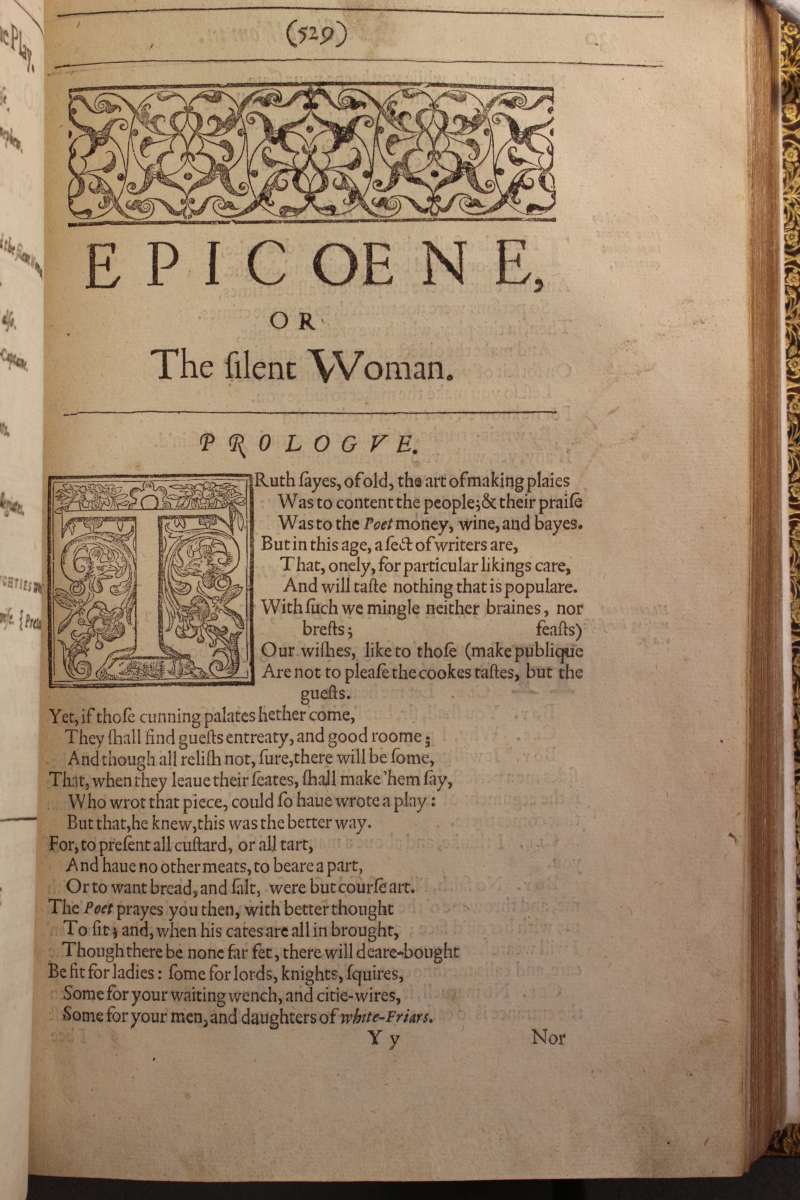 (529)
EPICOENE,
OR
The ſilent Woman.
PROLOGVE.
TRuth ſayes, of old, the art of making plaies
Was to content the people; & their praiſe
Was to the Poet money, wine, and bayes.
But in this age, a ſect of writers are,
That, onely, for particular likings care,
And will taſte nothing that is populare.
With ſuch we mingle neither braines, nor
breſts; feaſts)
Our wiſhes, like to thoſe (make publique
Are not to pleaſe the cookes taſtes, but the
gueſts.
Yet, if thoſe cunning palates hether come,
They ſhall find gueſts entreaty, and good roome;
And though all reliſh not, ſure, there will be ſome,
That, when they leaue their ſeates, ſhall make 'hem ſay,
Who wrot that piece, could ſo haue wrote a play:
But that, he knew, this was the better way.
For, to preſent all cuſtard, or all tart,
And haue no other meats, to beare a part,
Or to want bread, and ſalt, were but courſe art.
The Poet prayes you then, with better thought
To ſit; and, when his cates are all in brought,
Though there be none far fet, there will deare-bought
Be fit for ladies: ſome for lords, knights, ſquires,
Some for your waiting wench, and citie-wires,
Some for your men, and daughters of white-Friars.
Y y Nor